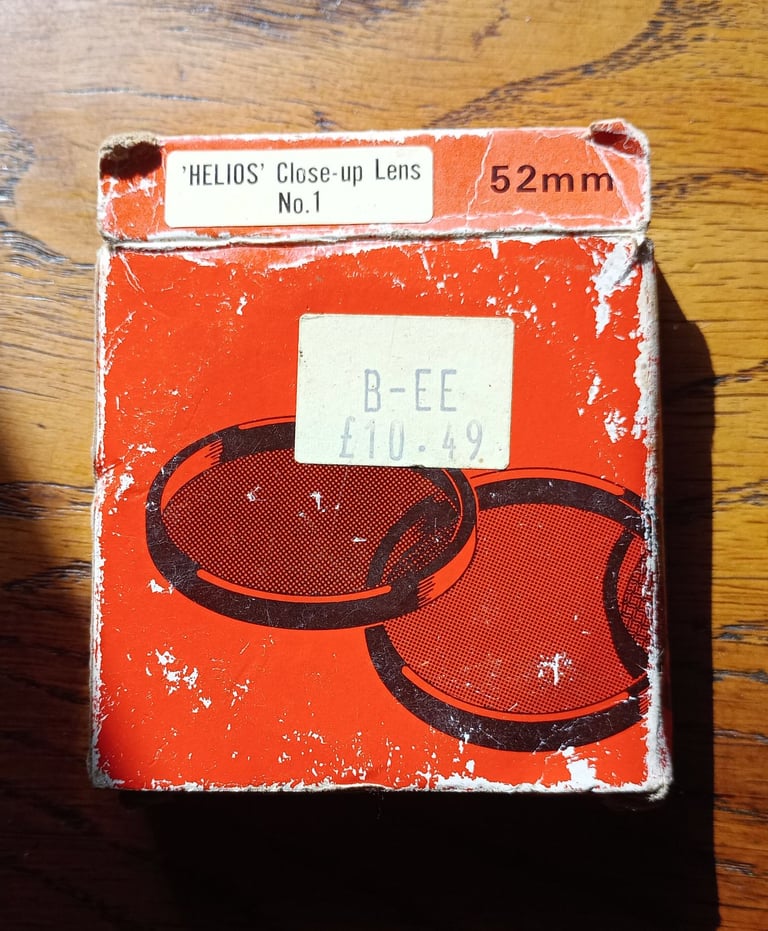 'HELIOS' Close-up Lens
No.1
52mm
B-EE
£10.49